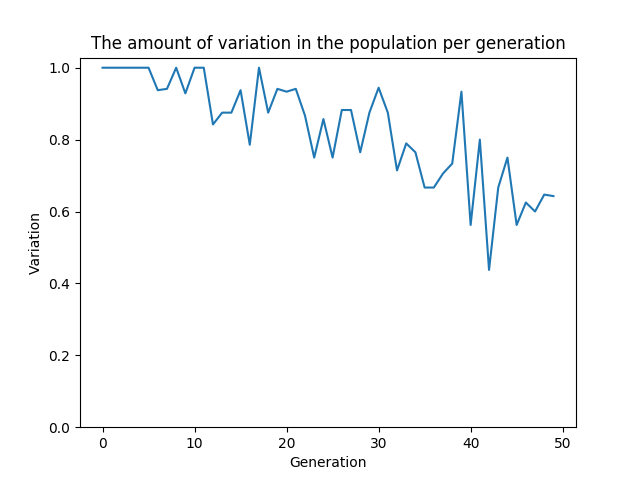 The amount of variation in the population per generation
1.0
0.8
0.6
0.4
0.2
0.0
Variation
0 10 20 30 40 50
Generation